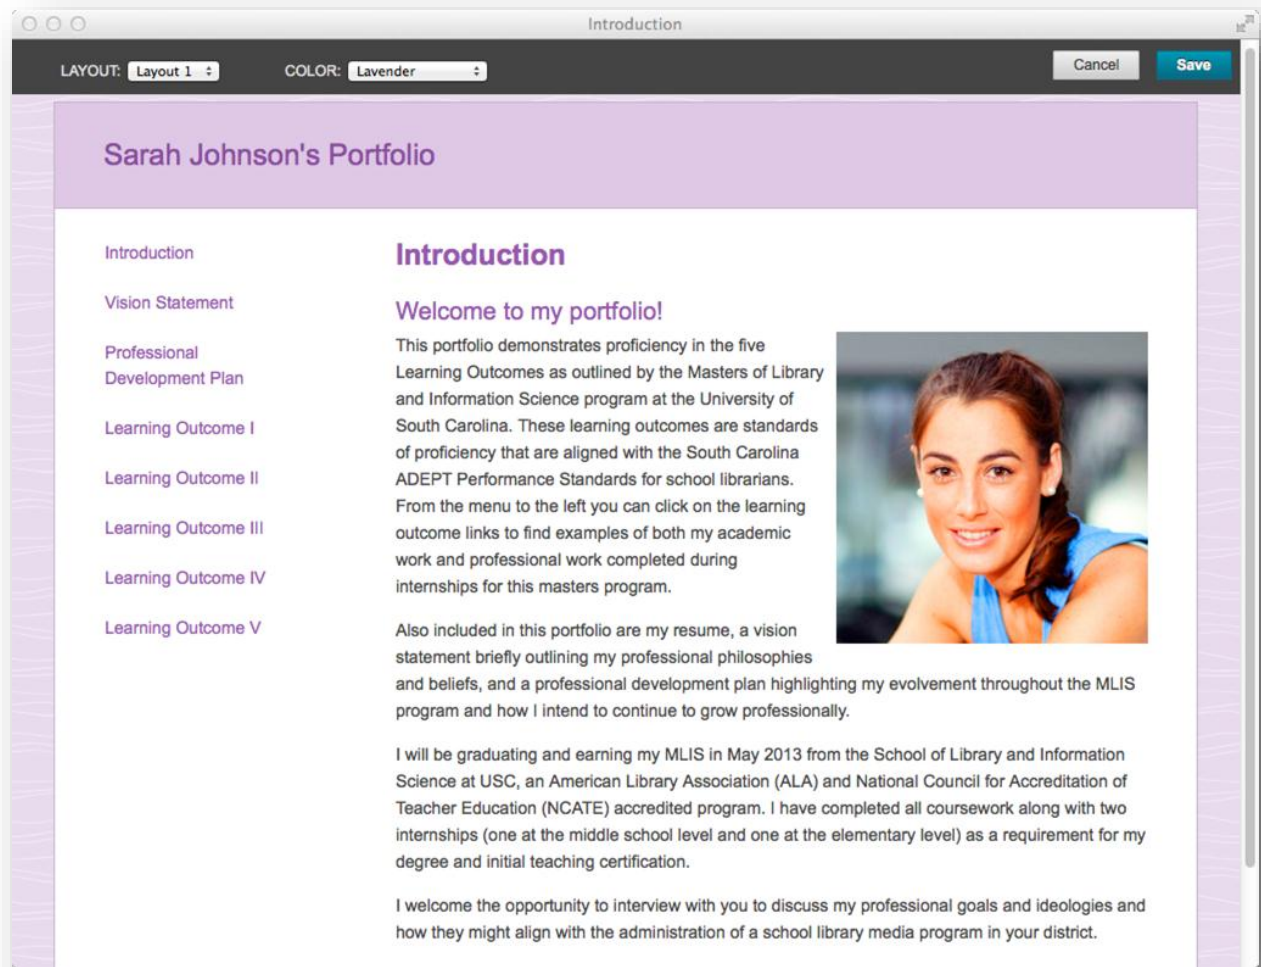 Introduction
LAYOUT: Layout 1 COLOR: Lavender Cancel Save
Sarah Johnson's Portfolio
Introduction
Vision Statement
Professional
Development Plan
Learning Outcome I
Learning Outcome II
Learning Outcome III
Learning Outcome IV
Learning Outcome V
Introduction
Welcome to my portfolio!
This portfolio demonstrates proficiency in the five
Learning Outcomes as outlined by the Masters of Library
and Information Science program at the University of
South Carolina. These learning outcomes are standards
of proficiency that are aligned with the South Carolina
ADEPT Performance Standards for school librarians.
From the menu to the left you can click on the learning
outcome links to find examples of both my academic
work and professional work completed during
internships for this masters program.
Also included in this portfolio are my resume, a vision
statement briefly outlining my professional philosophies
and beliefs, and a professional development plan highlighting my evolvement throughout the MLIS
program and how I intend to continue to grow professionally.
I will be graduating and earning my MLIS in May 2013 from the School of Library and Information
Science at USC, an American Library Association (ALA) and National Council for Accreditation of
Teacher Education (NCATE) accredited program. I have completed all coursework along with two
internships (one at the middle school level and one at the elementary level) as a requirement for my
degree and initial teaching certification.
I welcome the opportunity to interview with you to discuss my professional goals and ideologies and
how they might align with the administration of a school library media program in your district.